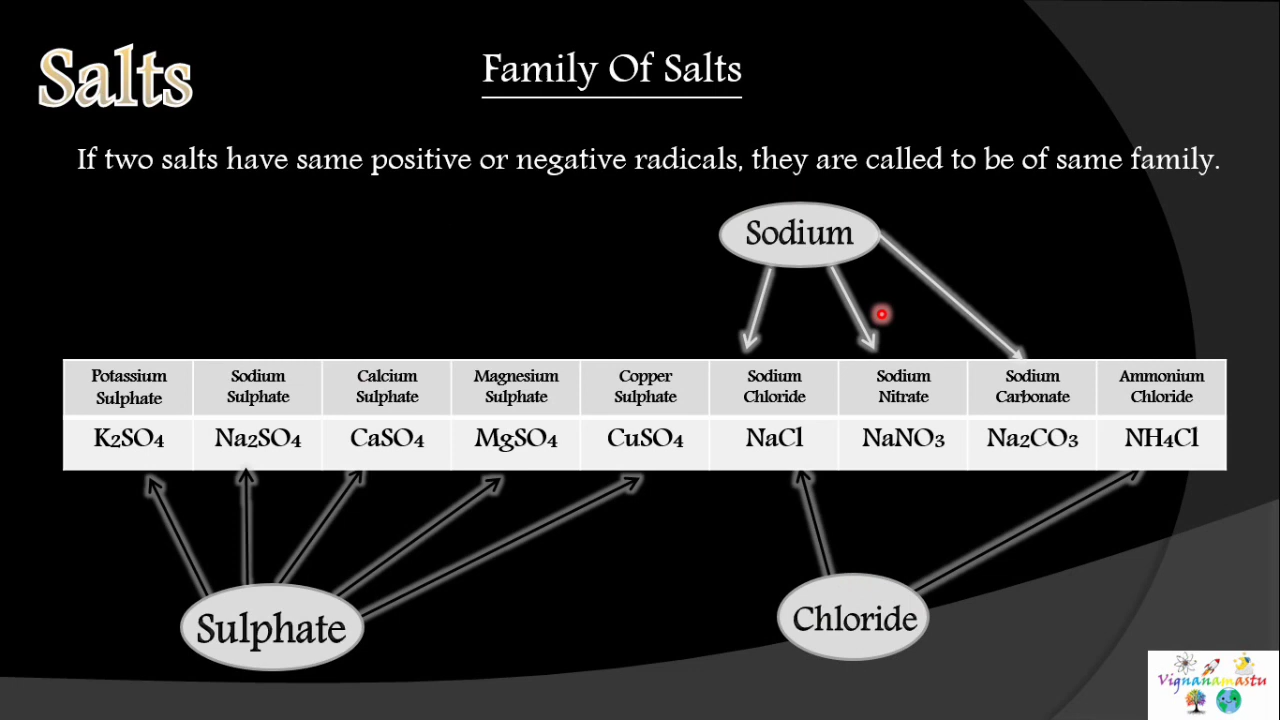 Salts
Family Of Salts
If two salts have same positive or negative radicals, they are called to be of same family.
Sodium
Potassium Sulphate
Sodium Sulphate
Calcium Sulphate
Magnesium Sulphate
Copper Sulphate
Sodium Chloride
Sodium Nitrate
Sodium Carbonate
Ammonium Chloride
K2SO4
Na2SO4
CaSO4
MgSO4
CuSO4
NaCl
NaNO3
Na2CO3
NH4Cl
Sulphate
Chloride
Vignanamastu